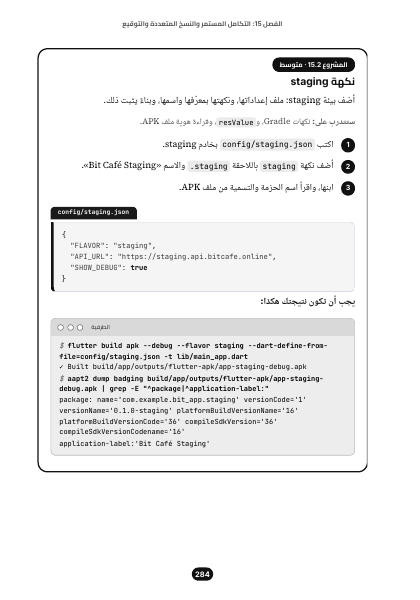 الفصل 15: التكامل المستمر والنسخ المتعددة والتوقيع
المشروع 15.2 · متوسط
نكهة staging
أضف بيئة staging: ملف إعداداتها، ونكهتها بمعرّفها واسمها، وبناءً يثبت ذلك.
ستتدرب على: نكهات Gradle، و resValue، وقراءة هوية ملف APK.
1 اكتب config/staging.json بخادم staging.
2 أضف نكهة staging باللاحقة .staging والاسم «Bit Café Staging».
3 ابنها، واقرأ اسم الحزمة والتسمية من ملف APK.
config/staging.json
{
"FLAVOR": "staging",
"API_URL": "https://staging.api.bitcafe.online",
"SHOW_DEBUG": true
}
يجب أن تكون نتيجتك هكذا:
الطرفية
$ flutter build apk --debug --flavor staging --dart-define-from-
file=config/staging.json -t lib/main_app.dart
✓ Built build/app/outputs/flutter-apk/app-staging-debug.apk
$ aapt2 dump badging build/app/outputs/flutter-apk/app-staging-
debug.apk | grep -E "^package|^application-label:"
package: name='com.example.bit_app.staging' versionCode='1'
versionName='0.1.0-staging' platformBuildVersionName='16'
platformBuildVersionCode='36' compileSdkVersion='36'
compileSdkVersionCodename='16'
application-label:'Bit Café Staging'
284